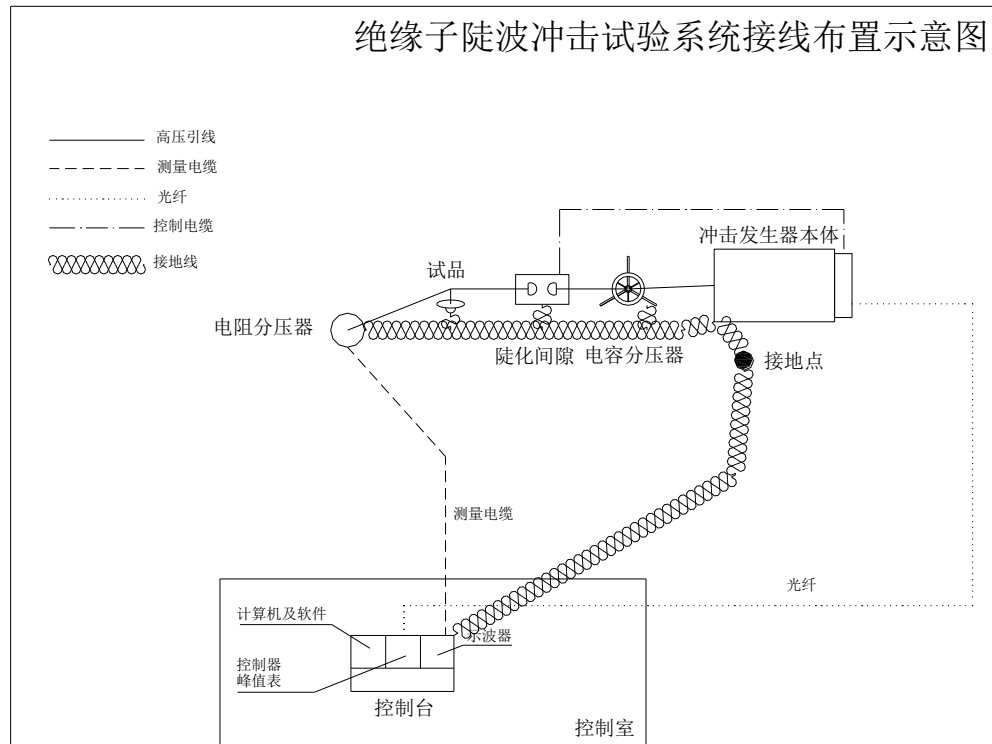 绝缘子陡波冲击试验系统接线布置示意图
高压引线
测量电缆
光纤
控制电缆
接地线
冲击发生器本体
试品
电阻分压器
陡化间隙
电容分压器
接地点
测量电缆
光纤
计算机及软件
示波器
控制器
峰值表
控制台
控制室